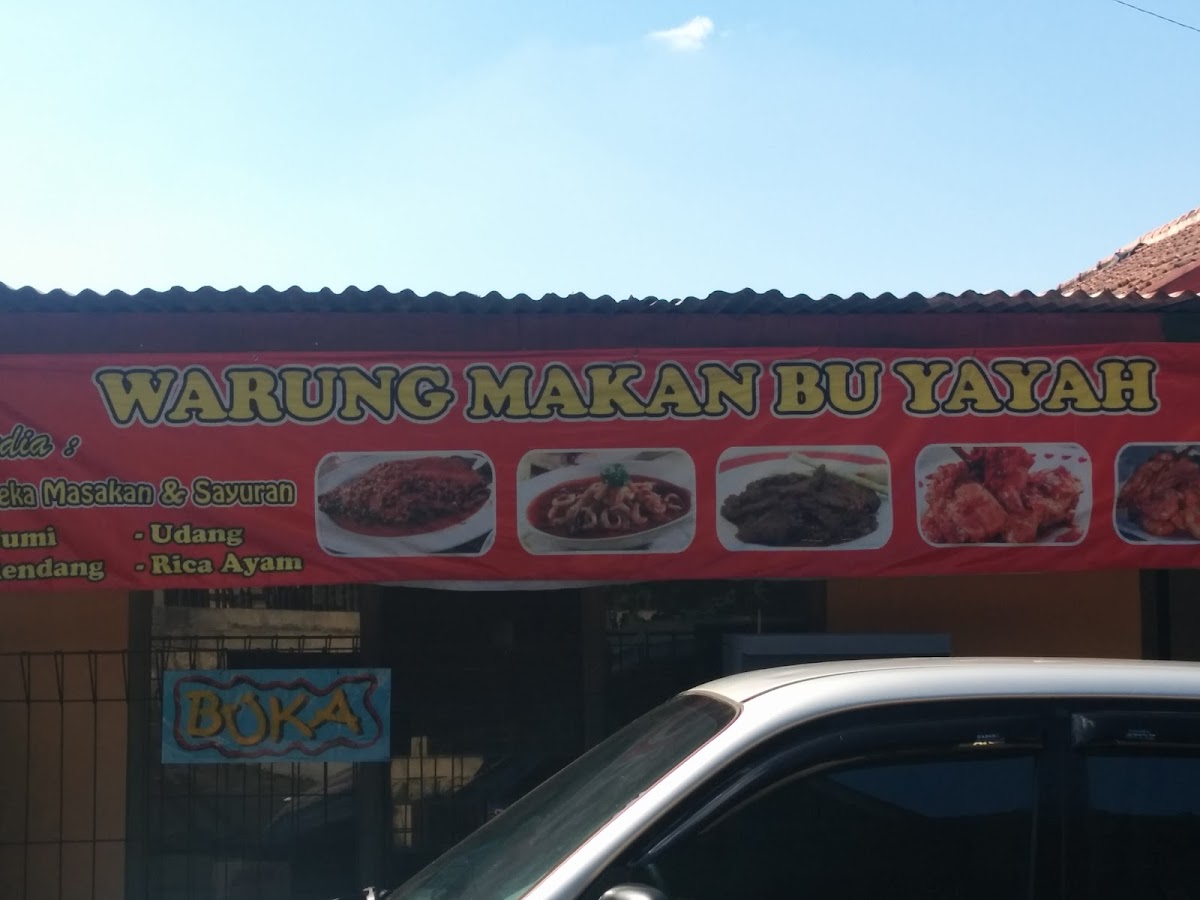 WARUNG MAKAN BU YAYAH
dia :
eka Masakan & Sayuran
umi
- Udang
endang
- Rica Ayam
BUKA